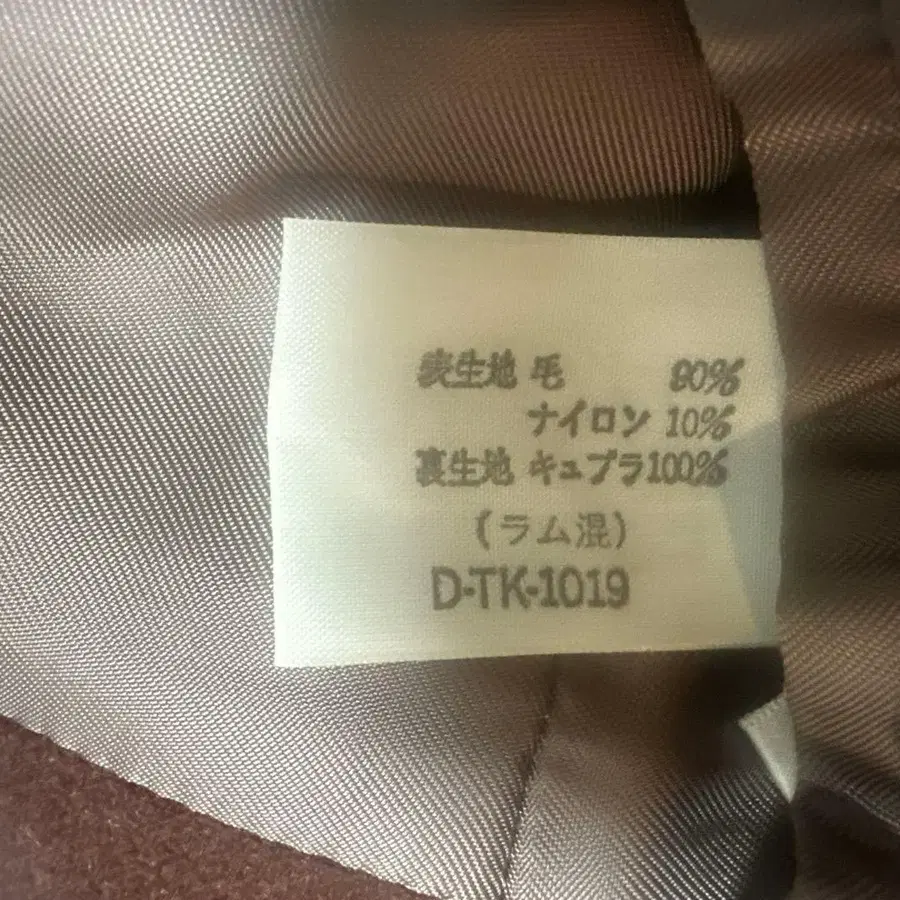 表生地 毛 90%
ナイロン 10%
裏生地 キュプラ100%
(ラム混)
D-TK-1019